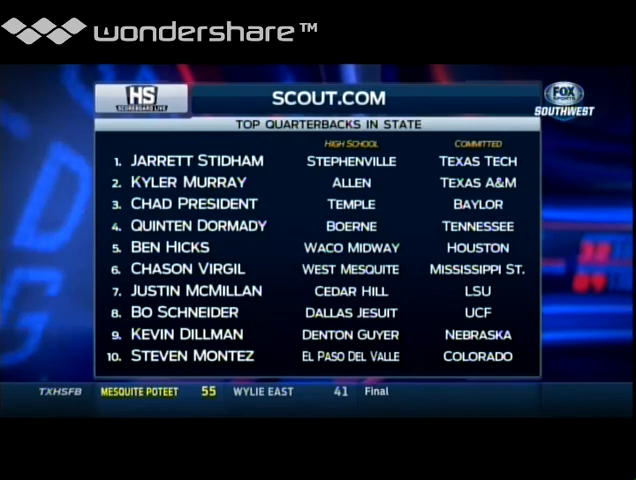 wondershare™
HS SCOUT.COM FOX SPORTS
SCOREBOARD LIVE SOUTHWEST
TOP QUARTERBACKS IN STATE
HIGH SCHOOL COMMITTED
1. JARRETT STIDHAM STEPHENVILLE TEXAS TECH
2. KYLER MURRAY ALLEN TEXAS A&M
3. CHAD PRESIDENT TEMPLE BAYLOR
4. QUINTEN DORMADY BOERNE TENNESSEE
5. BEN HICKS WACO MIDWAY HOUSTON
6. CHASON VIRGIL WEST MESQUITE MISSISSIPPI ST.
7. JUSTIN MCMILLAN CEDAR HILL LSU
8. BO SCHNEIDER DALLAS JESUIT UCF
9. KEVIN DILLMAN DENTON GUYER NEBRASKA
10. STEVEN MONTEZ EL PASO DEL VALLE COLORADO
TXHSFB MESQUITE POTEET 55 WYLIE EAST 41 Final